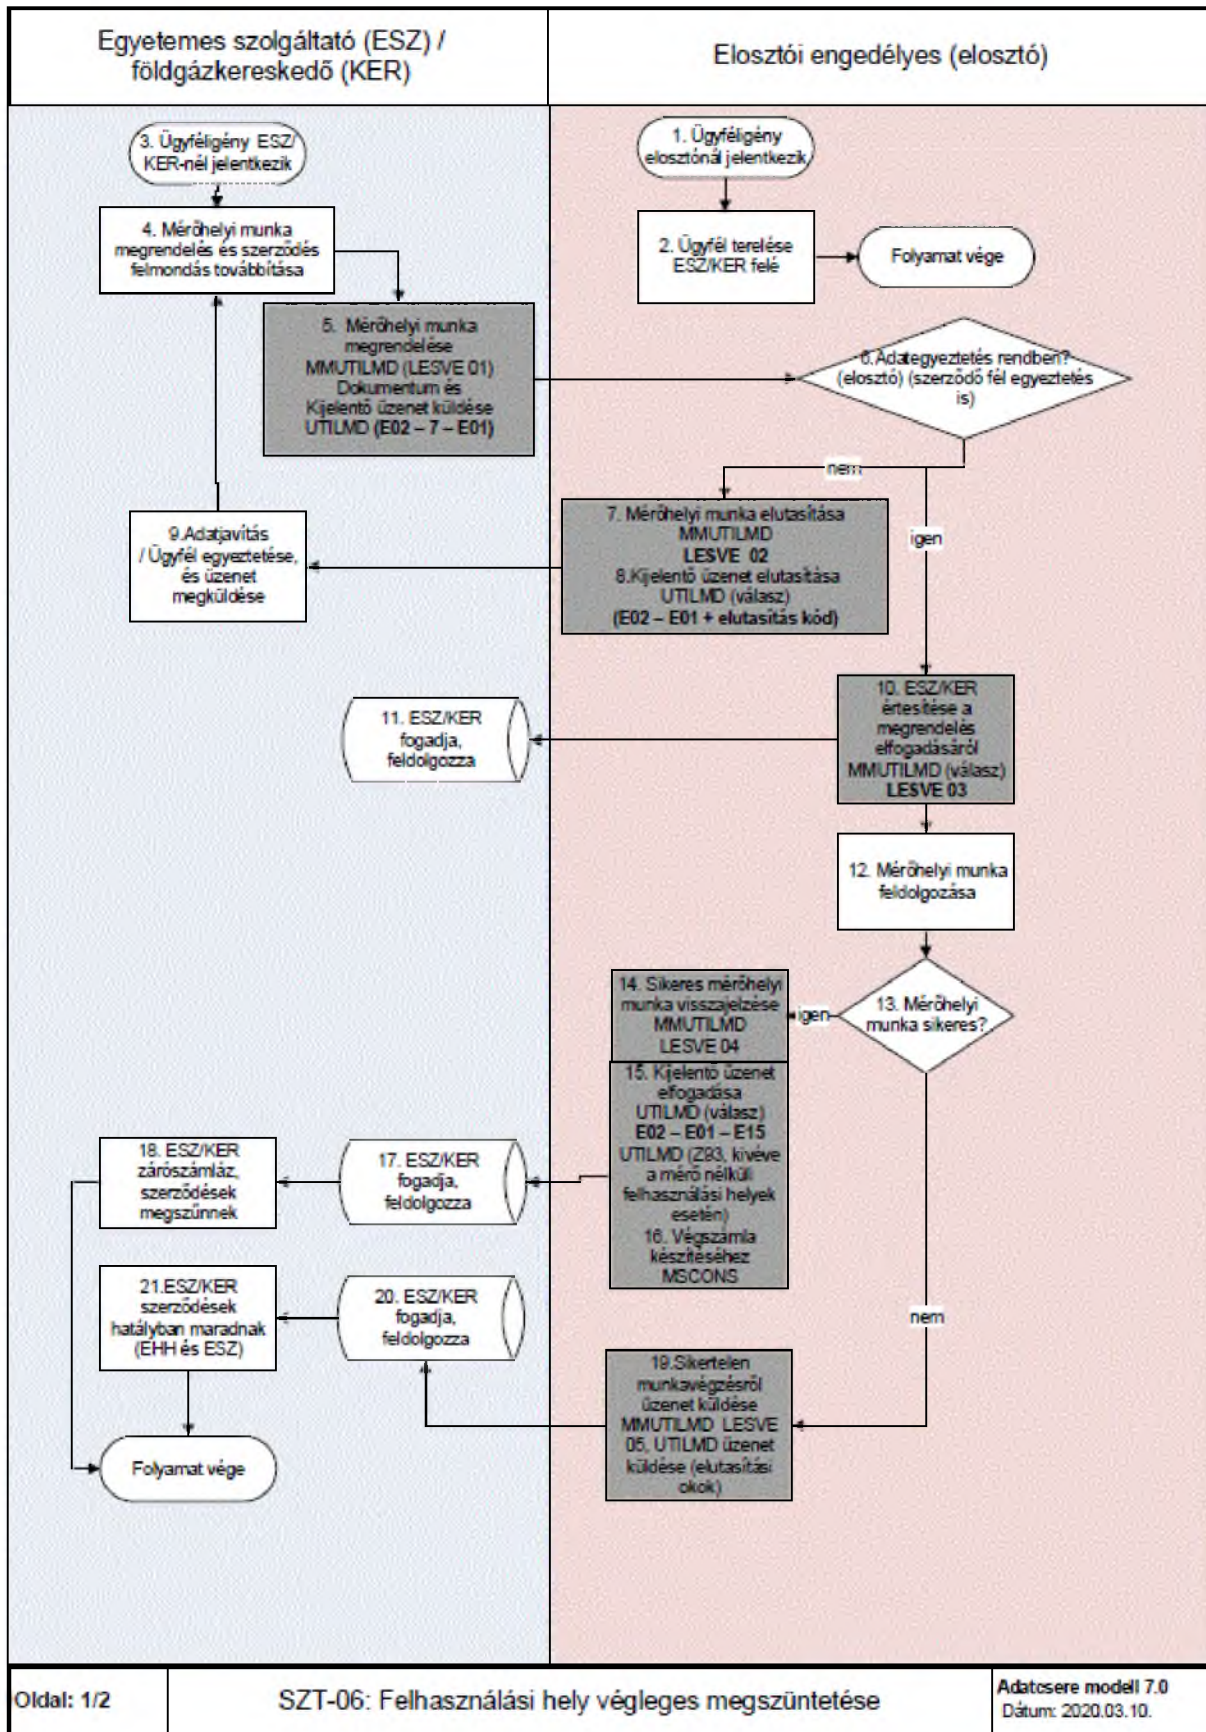 Egyetemes szolgáltató (ESZ) /
földgázkereskedő (KER)
Elosztói engedélyes (elosztó)
3. Ügyféligény ESZ/
KER-nél jelentkezik
1. Ügyféligény
elosztónál jelentkezik
4. Mérőhelyi munka
megrendelés és szerződés
felmondás továbbítása
2. Ügyfél terelése
ESZ/KER felé
Folyamat vége
5. Mérőhelyi munka
megrendelése
MMUTILMD (LESVE 01)
Dokumentum és
Kijelentő üzenet küldése
UTILMD (E02 – 7 – E01)
6.Adategyeztetés rendben?
(elosztó) (szerződő fél egyeztetés
is)
nem
igen
7. Mérőhelyi munka elutasítása
MMUTILMD
LESVE 02
8.Kijelentő üzenet elutasítása
UTILMD (válasz)
(E02 – E01 + elutasítás kód)
9.Adatjavítás
/ Ügyfél egyeztetése,
és üzenet
megküldése
10. ESZ/KER
értesítése a
megrendelés
elfogadásáról
MMUTILMD (válasz)
LESVE 03
11. ESZ/KER
fogadja,
feldolgozza
12. Mérőhelyi munka
feldolgozása
13. Mérőhelyi
munka sikeres?
igen
14. Sikeres mérőhelyi
munka visszajelzése
MMUTILMD
LESVE 04
15. Kijelentő üzenet
elfogadása
UTILMD (válasz)
E02 – E01 – E15
UTILMD (Z93, kivéve
a mérő nélküli
felhasználási helyek
esetén)
16. Végszámla
készítéséhez
MSCONS
17. ESZ/KER
fogadja,
feldolgozza
18. ESZ/KER
zárószámláz,
szerződések
megszűnnek
nem
19.Sikertelen
munkavégzésről
üzenet küldése
MMUTILMD LESVE
05, UTILMD üzenet
küldése (elutasítási
okok)
20. ESZ/KER
fogadja,
feldolgozza
21.ESZ/KER
szerződések
hatályban maradnak
(EHH és ESZ)
Folyamat vége
Oldal: 1/2
SZT-06: Felhasználási hely végleges megszüntetése
Adatcsere modell 7.0
Dátum: 2020.03.10.